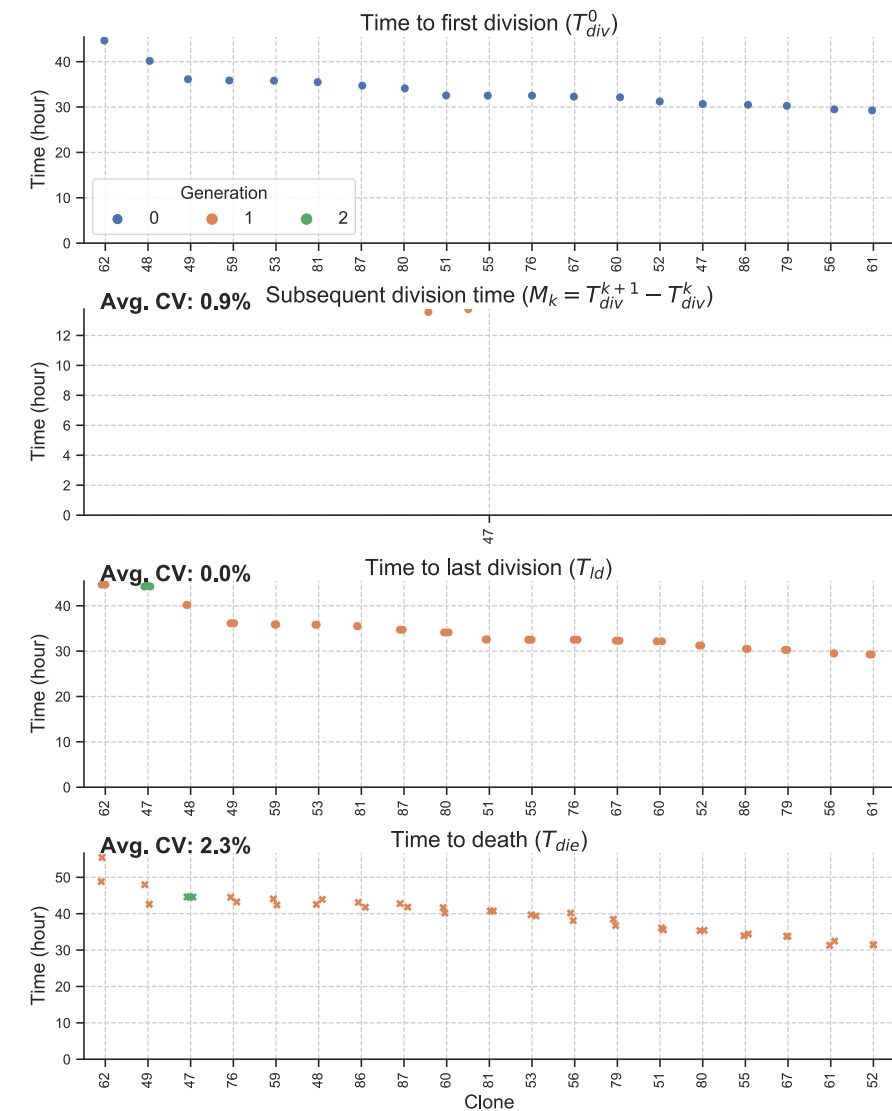 Time to first division (T⁰div)
Time (hour)
40
30
20
10
0
Generation
0 1 2
62 48 49 59 53 81 87 80 51 55 76 67 60 52 47 86 79 56 61
Avg. CV: 0.9% Subsequent division time (Mₖ = Tᵏ⁺¹div − Tᵏdiv)
Time (hour)
12
10
8
6
4
2
0
47
Avg. CV: 0.0% Time to last division (Tld)
Time (hour)
40
30
20
10
0
62 47 48 49 59 53 81 87 80 51 55 76 67 60 52 86 79 56 61
Avg. CV: 2.3% Time to death (Tdie)
Time (hour)
50
40
30
20
10
0
62 49 47 76 59 48 86 87 60 81 53 56 79 51 80 55 67 61 52
Clone